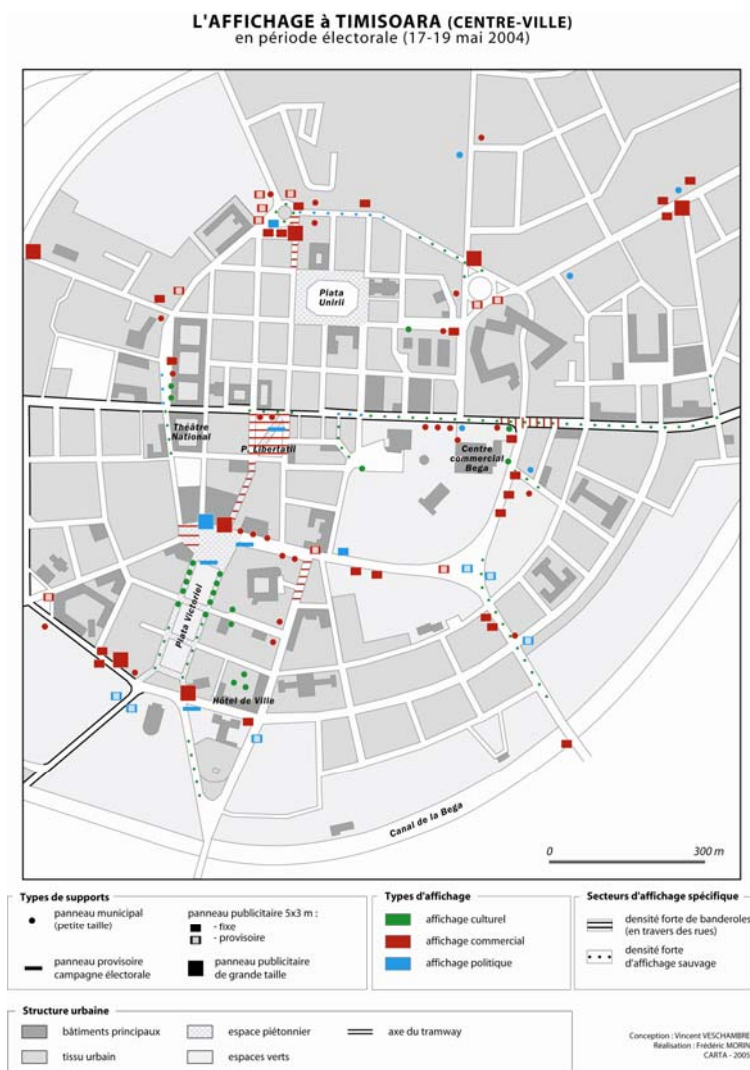 L'AFFICHAGE à TIMISOARA (CENTRE-VILLE)
en période électorale (17-19 mai 2004)
Piata
Unirii
Théâtre
National
P. Libertatii
Centre
commercial
Bega
Piata Victoriei
Hôtel de Ville
Canal de la Bega
0 300 m
Types de supports
panneau municipal
(petite taille)
panneau provisoire
campagne électorale
panneau publicitaire 5x3 m :
- fixe
- provisoire
panneau publicitaire
de grande taille
Types d'affichage
affichage culturel
affichage commercial
affichage politique
Secteurs d'affichage spécifique
densité forte de banderoles
(en travers des rues)
densité forte
d'affichage sauvage
Structure urbaine
bâtiments principaux
tissu urbain
espace piétonnier
espaces verts
axe du tramway
Conception : Vincent VESCHAMBRE
Réalisation : Frédéric MORIN
CARTA - 2005